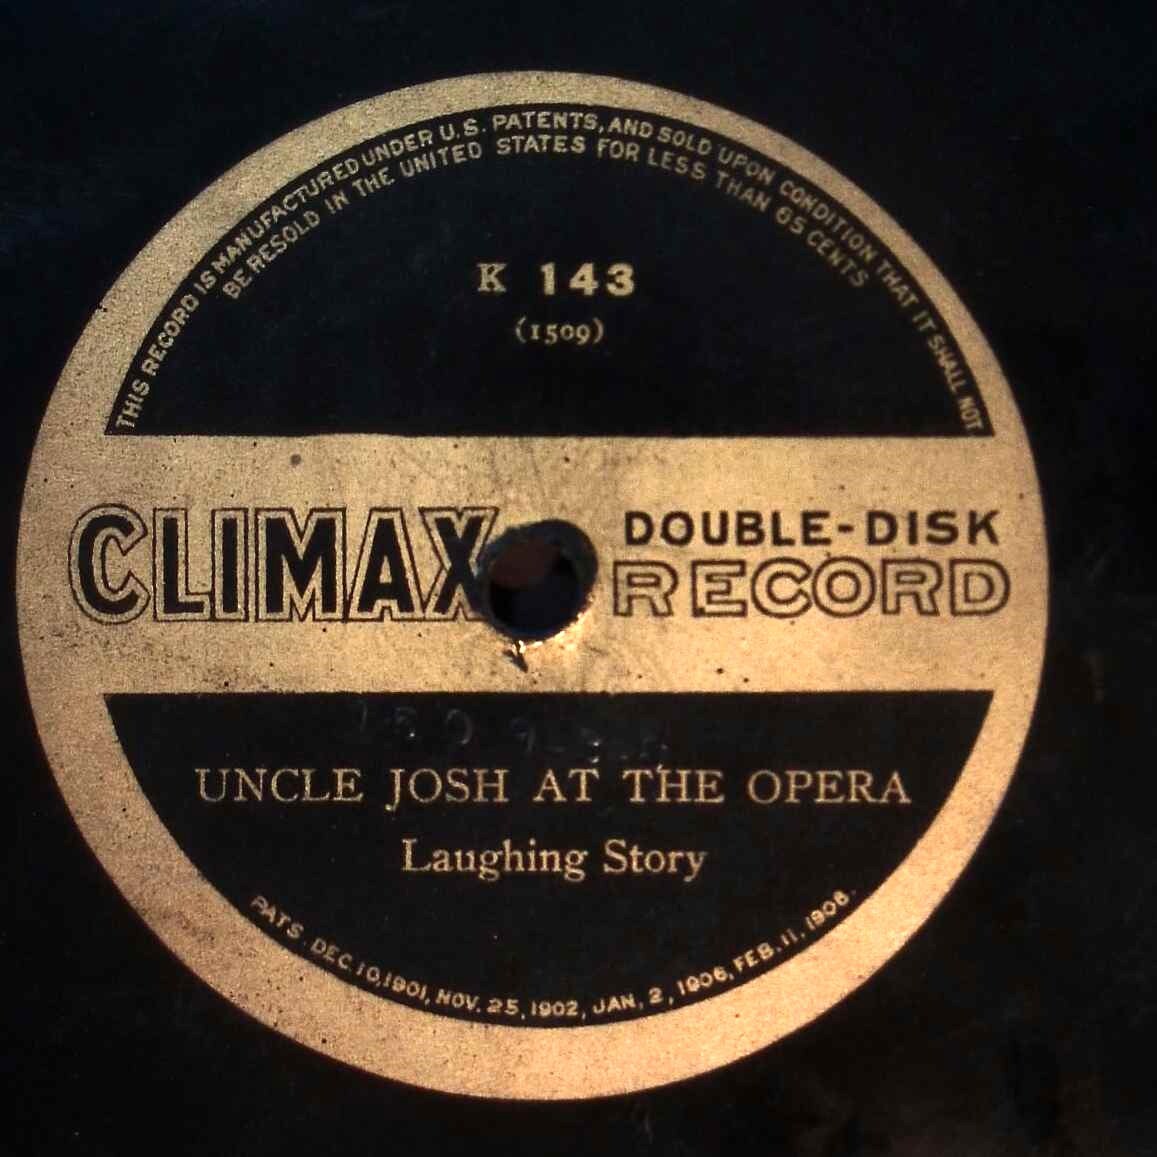 THIS RECORD IS MANUFACTURED UNDER U.S. PATENTS, AND SOLD UPON CONDITION THAT IT SHALL NOT
BE RESOLD IN THE UNITED STATES FOR LESS THAN 65 CENTS
K 143
(1509)
CLIMAX
DOUBLE-DISK
RECORD
UNCLE JOSH AT THE OPERA
Laughing Story
PATS. DEC. 10, 1901, NOV. 25, 1902, JAN. 2, 1906, FEB. 11, 1908.